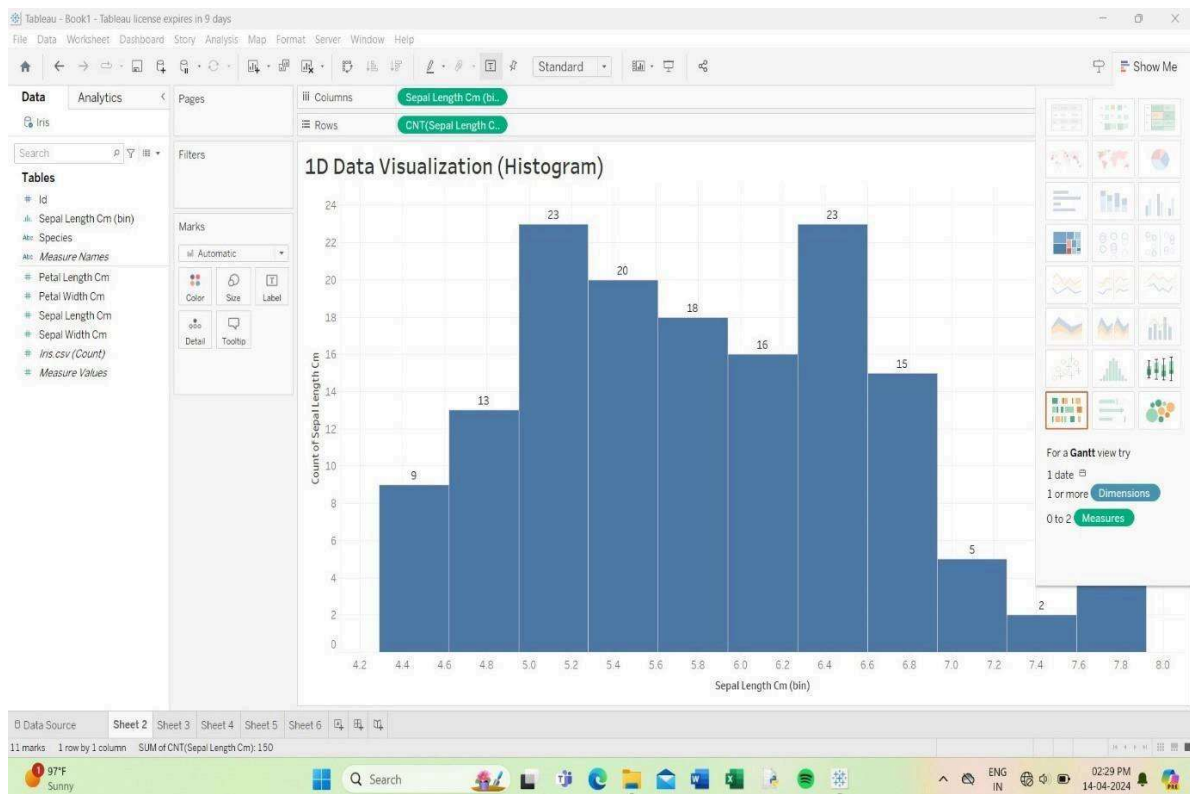 Tableau - Book1 - Tableau license expires in 9 days
File Data Worksheet Dashboard Story Analysis Map Format Server Window Help
Standard
Show Me
Data Analytics
Iris
Search
Tables
# Id
Sepal Length Cm (bin)
Abc Species
Abc Measure Names
# Petal Length Cm
# Petal Width Cm
# Sepal Length Cm
# Sepal Width Cm
# Iris.csv (Count)
# Measure Values
Pages
Filters
Marks
Automatic
Color Size Label
Detail Tooltip
Columns Sepal Length Cm (bi..
Rows CNT(Sepal Length C..
1D Data Visualization (Histogram)
Count of Sepal Length Cm
24
22
20
18
16
14
12
10
8
6
4
2
0
9 13 23 20 18 16 23 15 5 2
4.2 4.4 4.6 4.8 5.0 5.2 5.4 5.6 5.8 6.0 6.2 6.4 6.6 6.8 7.0 7.2 7.4 7.6 7.8 8.0
Sepal Length Cm (bin)
For a Gantt view try
1 date
1 or more Dimensions
0 to 2 Measures
Data Source Sheet 2 Sheet 3 Sheet 4 Sheet 5 Sheet 6
11 marks 1 row by 1 column SUM of CNT(Sepal Length Cm): 150
1
97°F
Sunny
Search
ENG
IN
02:29 PM
14-04-2024